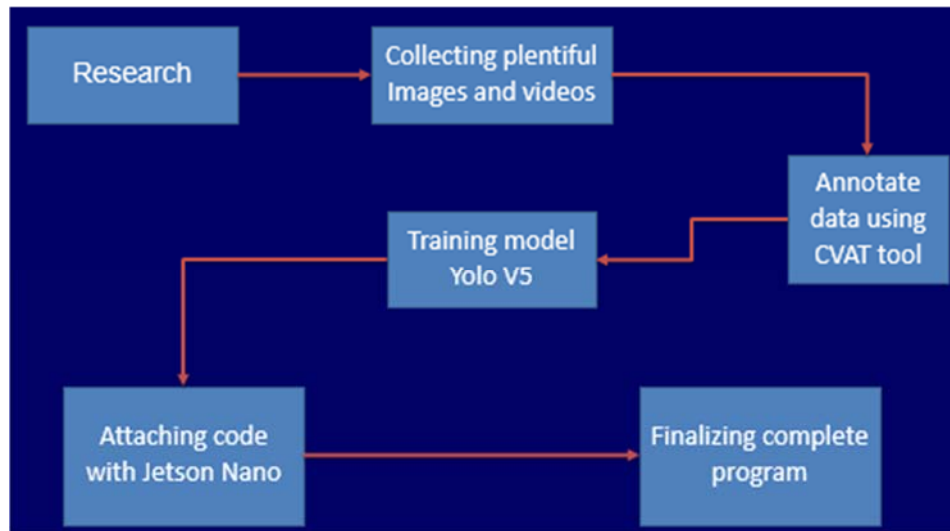 Research
Collecting plentiful
Images and videos
Annotate
data using
CVAT tool
Training model
Yolo V5
Attaching code
with Jetson Nano
Finalizing complete
program